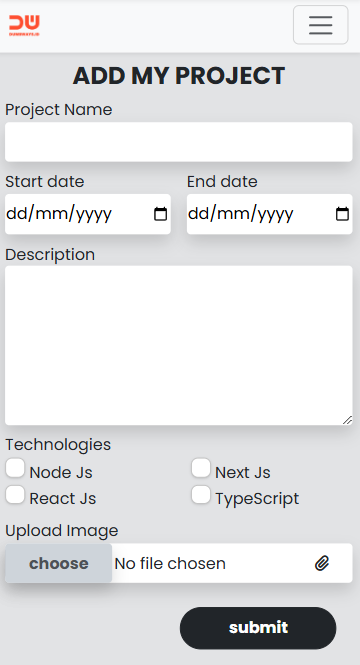 ADD MY PROJECT
Project Name
Start date End date
dd/mm/yyyy dd/mm/yyyy
Description
Technologies
Node Js Next Js
React Js TypeScript
Upload Image
choose No file chosen
submit